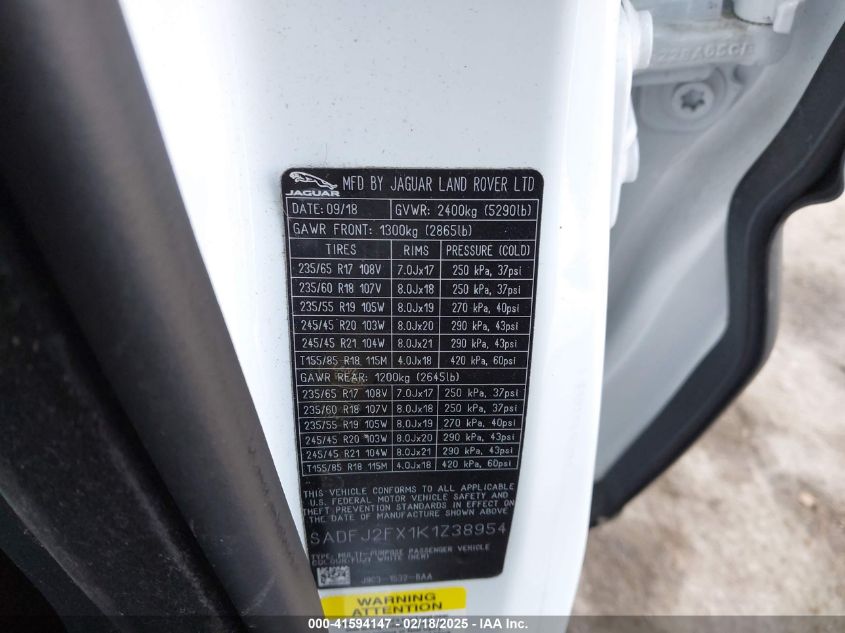 JAGUAR
MFD BY JAGUAR LAND ROVER LTD
DATE: 09/18 GVWR: 2400kg (5290lb)
GAWR FRONT: 1300kg (2865lb)
TIRES RIMS PRESSURE (COLD)
235/65 R17 108V 7.0Jx17 250 kPa, 37psi
235/60 R18 107V 8.0Jx18 250 kPa, 37psi
235/55 R19 105W 8.0Jx19 270 kPa, 40psi
245/45 R20 103W 8.0Jx20 290 kPa, 43psi
245/45 R21 104W 8.0Jx21 290 kPa, 43psi
T155/85 R18 115M 4.0Jx18 420 kPa, 60psi
GAWR REAR: 1200kg (2645lb)
235/65 R17 108V 7.0Jx17 250 kPa, 37psi
235/60 R18 107V 8.0Jx18 250 kPa, 37psi
235/55 R19 105W 8.0Jx19 270 kPa, 40psi
245/45 R20 103W 8.0Jx20 290 kPa, 43psi
245/45 R21 104W 8.0Jx21 290 kPa, 43psi
T155/85 R18 115M 4.0Jx18 420 kPa, 60psi
THIS VEHICLE CONFORMS TO ALL APPLICABLE
U.S. FEDERAL MOTOR VEHICLE SAFETY AND
THEFT PREVENTION STANDARDS IN EFFECT ON
THE DATE OF MANUFACTURE SHOWN ABOVE.
SADFJ2FX1K1Z38954
TYPE: MULTI-PURPOSE PASSENGER VEHICLE
COLOUR: FUJI WHITE (NER)
WARNING
ATTENTION
000-41594147 - 02/18/2025 - IAA Inc.